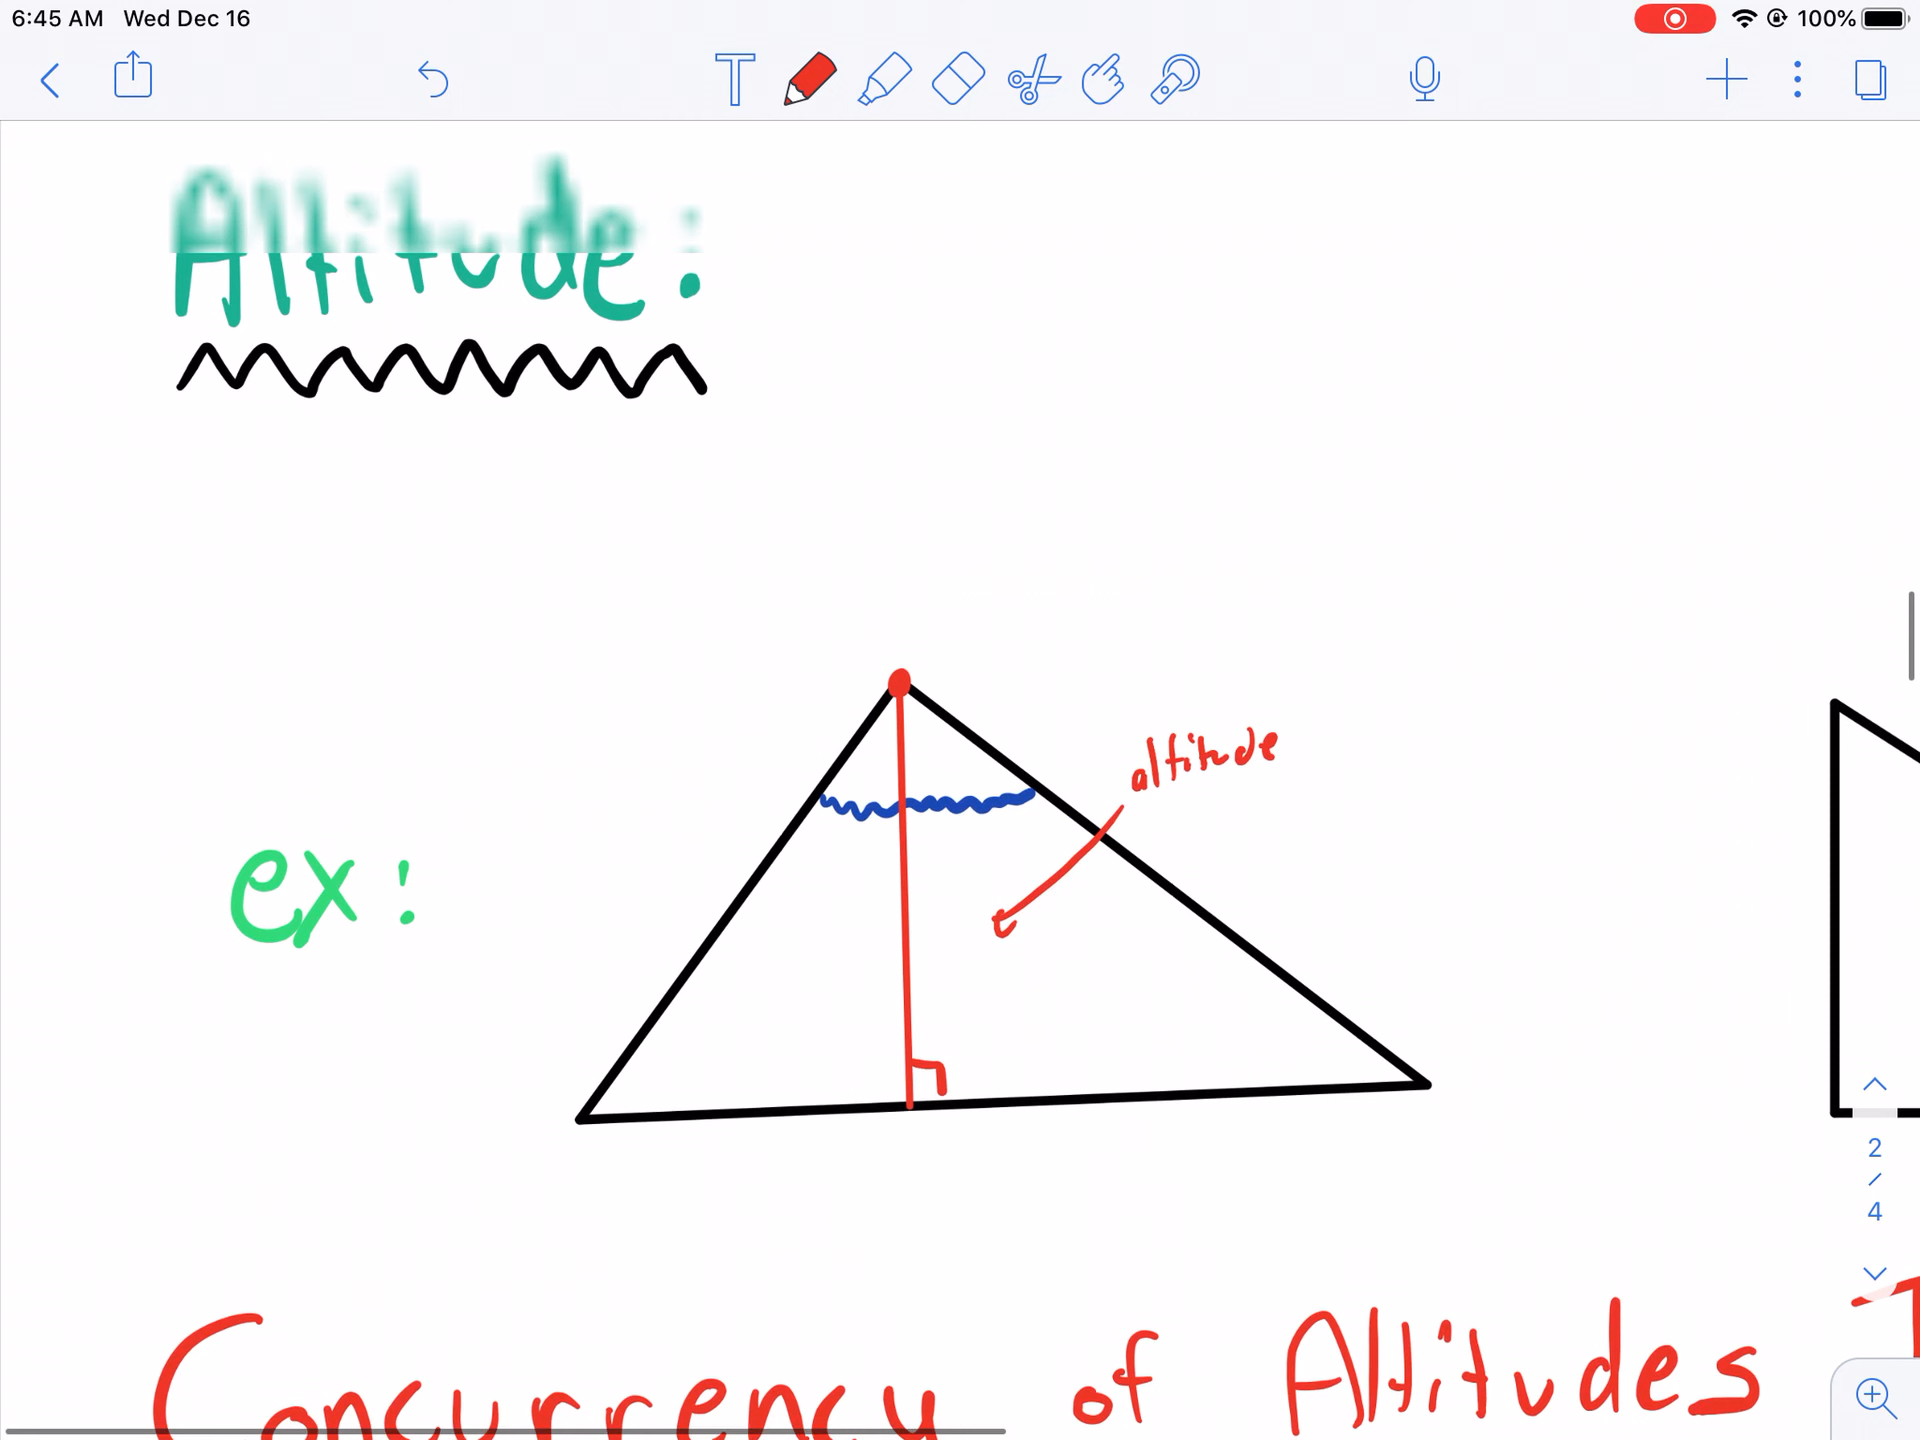 6:45 AM Wed Dec 16
100%
T
Altitude:
altitude
ex:
2
/
4
Concurrency of Altitudes